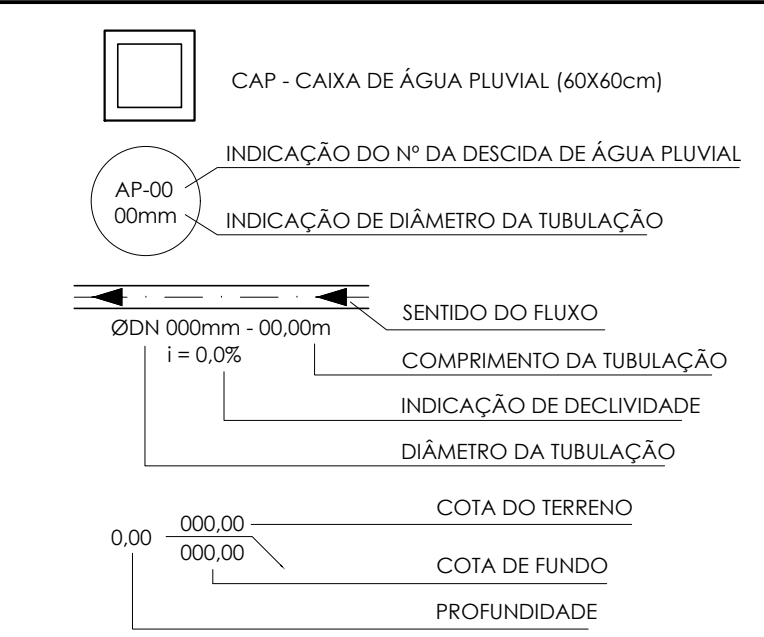 CAP - CAIXA DE ÁGUA PLUVIAL (60X60cm)
INDICAÇÃO DO Nº DA DESCIDA DE ÁGUA PLUVIAL
AP-00
00mm
INDICAÇÃO DE DIÂMETRO DA TUBULAÇÃO
SENTIDO DO FLUXO
ØDN 000mm - 00,00m
i = 0,0%
COMPRIMENTO DA TUBULAÇÃO
INDICAÇÃO DE DECLIVIDADE
DIÂMETRO DA TUBULAÇÃO
COTA DO TERRENO
000,00
0,00
000,00
COTA DE FUNDO
PROFUNDIDADE